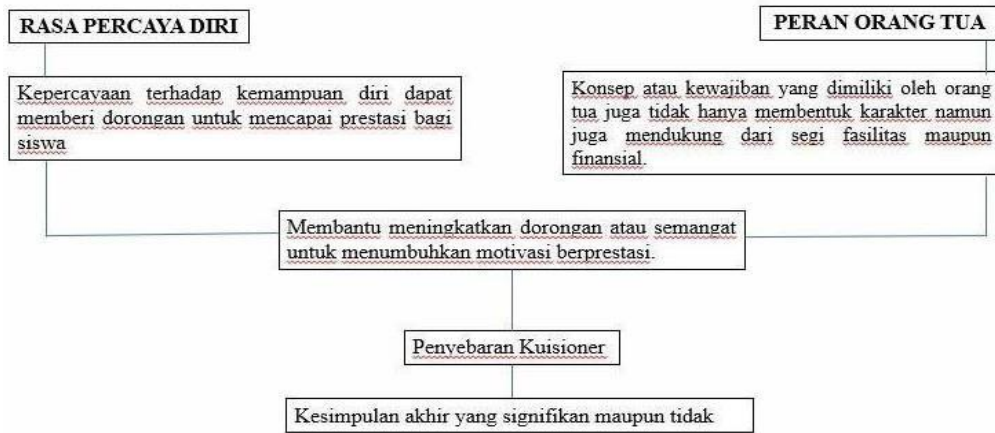 RASA PERCAYA DIRI
PERAN ORANG TUA
Kepercayaan terhadap kemampuan diri dapat
memberi dorongan untuk mencapai prestasi bagi
siswa
Konsep atau kewajiban yang dimiliki oleh orang
tua juga tidak hanya membentuk karakter namun
juga mendukung dari segi fasilitas maupun
finansial.
Membantu meningkatkan dorongan atau semangat
untuk menumbuhkan motivasi berprestasi.
Penyebaran Kuisioner
Kesimpulan akhir yang signifikan maupun tidak